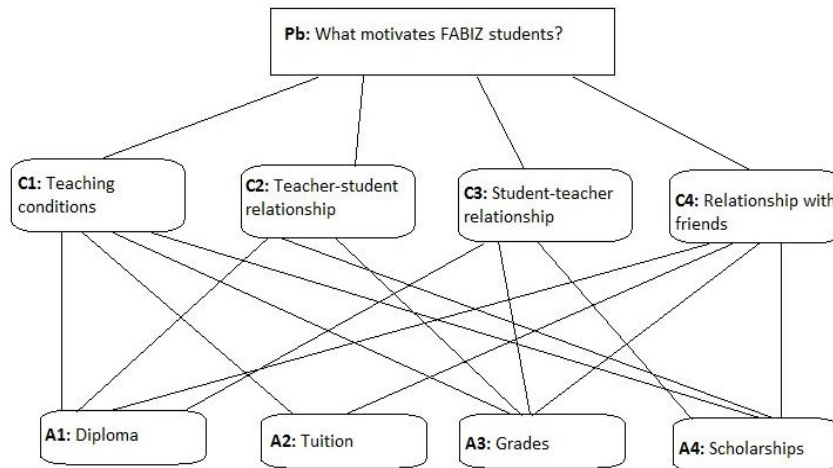 Pb: What motivates FABIZ students?
C1: Teaching
conditions
C2: Teacher-student
relationship
C3: Student-teacher
relationship
C4: Relationship with
friends
A1: Diploma
A2: Tuition
A3: Grades
A4: Scholarships